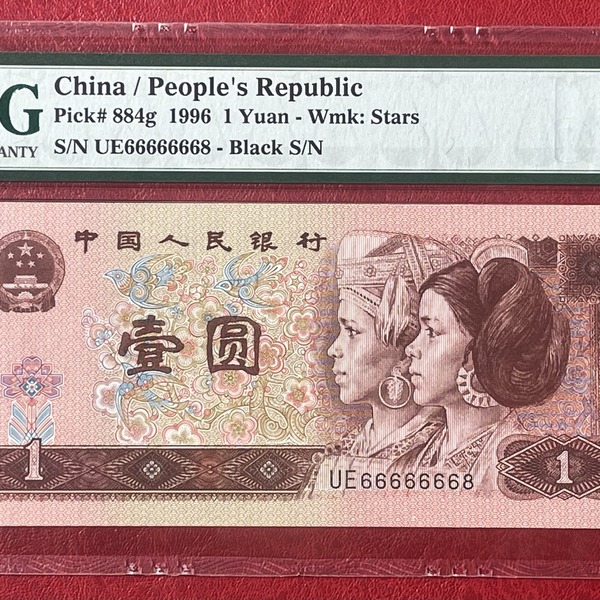 G
ANTY
China / People's Republic
Pick# 884g 1996 1 Yuan - Wmk: Stars
S/N UE66666668 - Black S/N
中国人民银行
壹圆
1
1
UE66666668